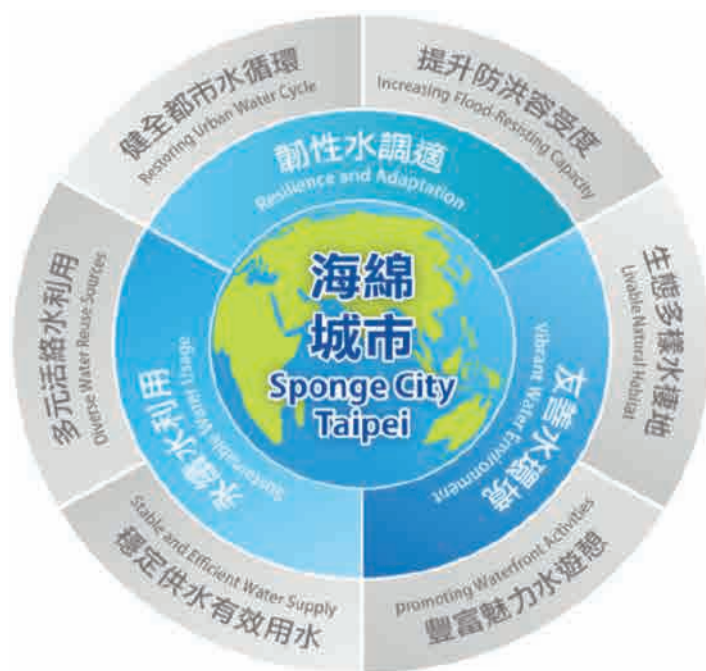 海綿
城市
Sponge City
Taipei
韌性水調適
Resilience and Adaptation
友善水環境
Vibrant Water Environment
永續水利用
Sustainable Water Usage
提升防洪容受度
Increasing Flood-Resisting Capacity
生態多樣水棲地
Livable Natural Habitat
promoting Waterfront Activities
豐富魅力水遊憩
Stable and Efficient Water Supply
穩定供水有效用水
多元活絡水利用
Diverse Water Reuse Sources
健全都市水循環
Restoring Urban Water Cycle